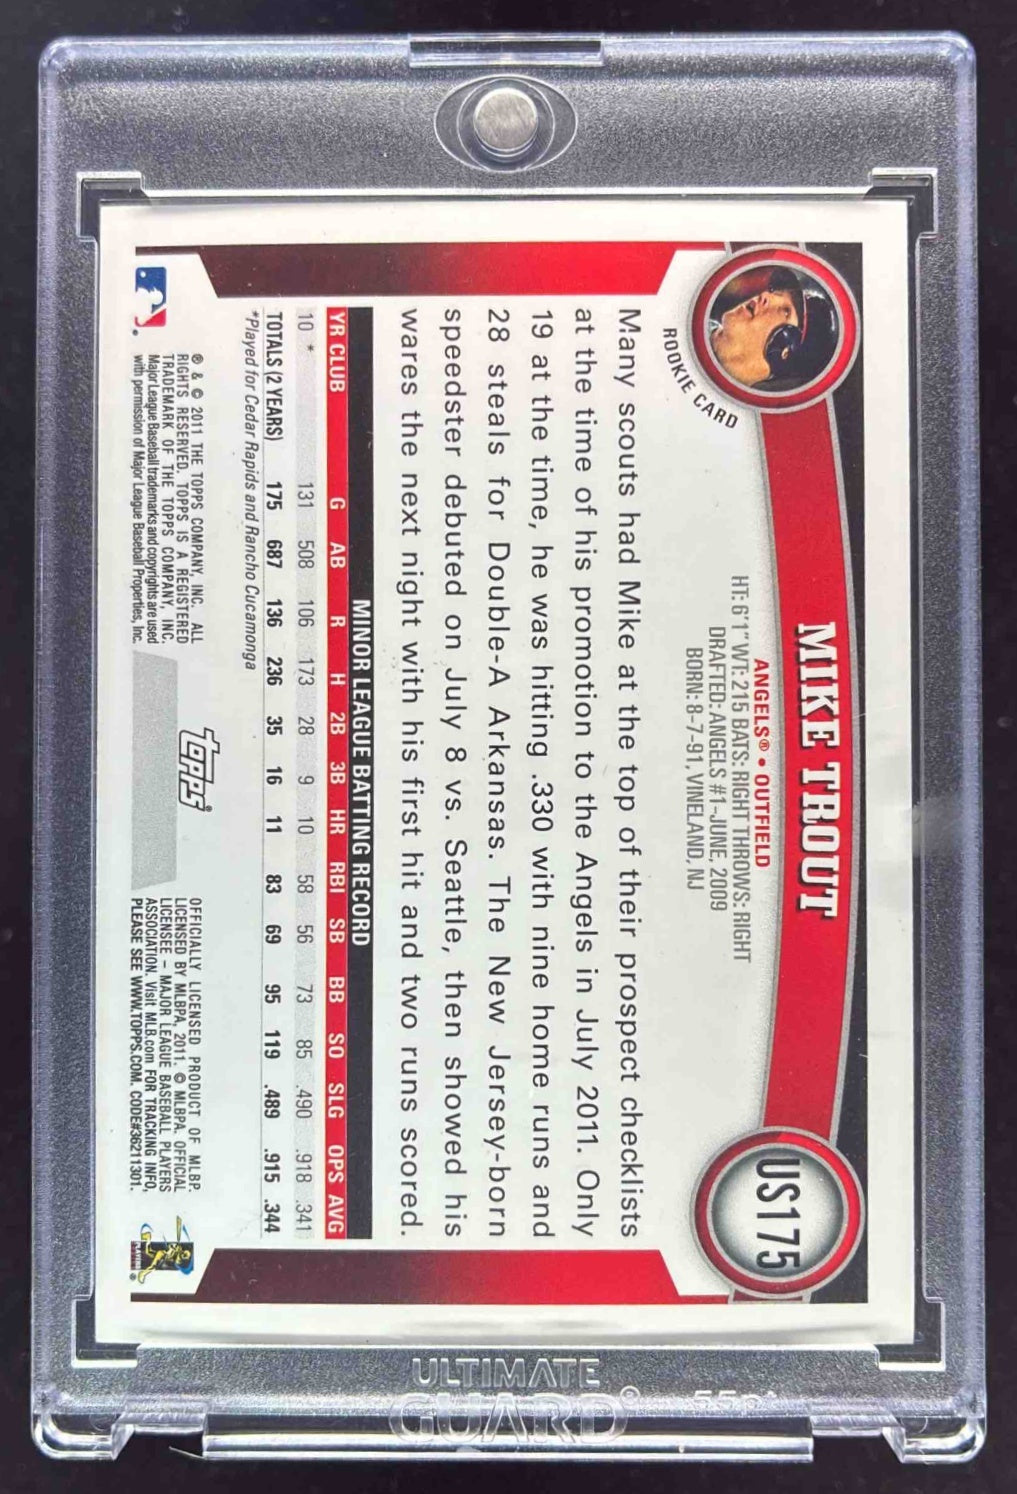 MIKE TROUT
US175
ANGELS® • OUTFIELD
HT: 6'1" WT: 215 BATS: RIGHT THROWS: RIGHT
DRAFTED: ANGELS #1-JUNE, 2009
BORN: 8-7-91, VINELAND, NJ
ROOKIE CARD
Many scouts had Mike at the top of their prospect checklists
at the time of his promotion to the Angels in July 2011. Only
19 at the time, he was hitting .330 with nine home runs and
28 steals for Double-A Arkansas. The New Jersey-born
speedster debuted on July 8 vs. Seattle, then showed his
wares the next night with his first hit and two runs scored.
MINOR LEAGUE BATTING RECORD
YR CLUB G AB R H 2B 3B HR RBI SB BB SO SLG OPS AVG
10 * 131 508 106 173 28 9 10 58 56 73 85 .490 .918 .341
TOTALS (2 YEARS) 175 687 136 236 35 16 11 83 69 95 119 .489 .915 .344
*Played for Cedar Rapids and Rancho Cucamonga
® & © 2011 THE TOPPS COMPANY, INC. ALL
RIGHTS RESERVED. TOPPS IS A REGISTERED
TRADEMARK OF THE TOPPS COMPANY, INC.
Major League Baseball trademarks and copyrights are used
with permission of Major League Baseball Properties, Inc.
topps®
OFFICIALLY LICENSED PRODUCT OF MLBP.
LICENSED BY MLBPA, 2011. © MLBPA. OFFICIAL
LICENSEE – MAJOR LEAGUE BASEBALL PLAYERS
ASSOCIATION. Visit MLB.com FOR TRACKING INFO,
PLEASE SEE WWW.TOPPS.COM. CODE#36211301.
ULTIMATE
GUARD®
55pt